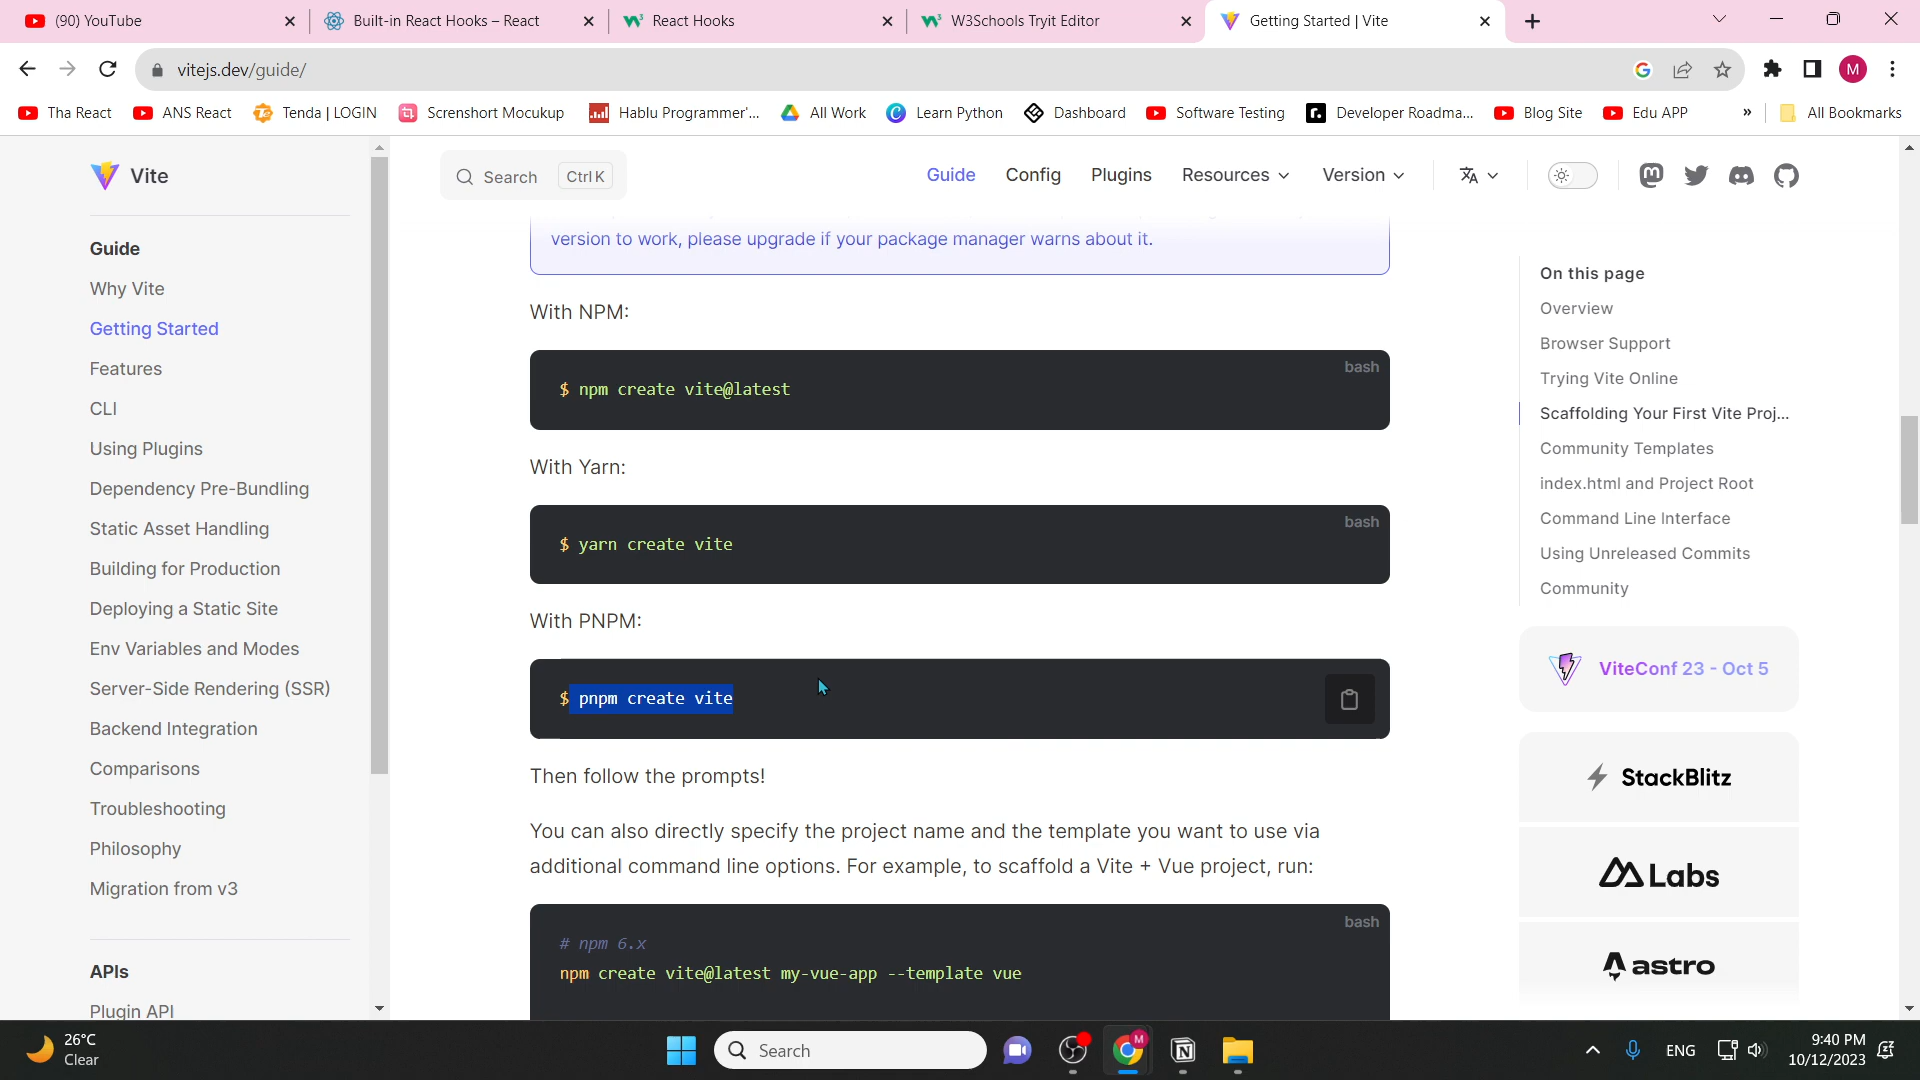 (90) YouTube
Built-in React Hooks – React
React Hooks
W3Schools Tryit Editor
Getting Started | Vite
vitejs.dev/guide/
M
Tha React
ANS React
Tenda | LOGIN
Screnshort Mocukup
Hablu Programmer'...
All Work
Learn Python
Dashboard
Software Testing
Developer Roadma...
Blog Site
Edu APP
»
All Bookmarks
Vite
Search Ctrl K
Guide
Config
Plugins
Resources
Version
Guide
Why Vite
Getting Started
Features
CLI
Using Plugins
Dependency Pre-Bundling
Static Asset Handling
Building for Production
Deploying a Static Site
Env Variables and Modes
Server-Side Rendering (SSR)
Backend Integration
Comparisons
Troubleshooting
Philosophy
Migration from v3
APIs
Plugin API
version to work, please upgrade if your package manager warns about it.
With NPM:
bash
$ npm create vite@latest
With Yarn:
bash
$ yarn create vite
With PNPM:
$ pnpm create vite
Then follow the prompts!
You can also directly specify the project name and the template you want to use via
additional command line options. For example, to scaffold a Vite + Vue project, run:
bash
# npm 6.x
npm create vite@latest my-vue-app --template vue
On this page
Overview
Browser Support
Trying Vite Online
Scaffolding Your First Vite Proj...
Community Templates
index.html and Project Root
Command Line Interface
Using Unreleased Commits
Community
ViteConf 23 - Oct 5
StackBlitz
Labs
astro
26°C
Clear
Search
M
ENG
9:40 PM
10/12/2023